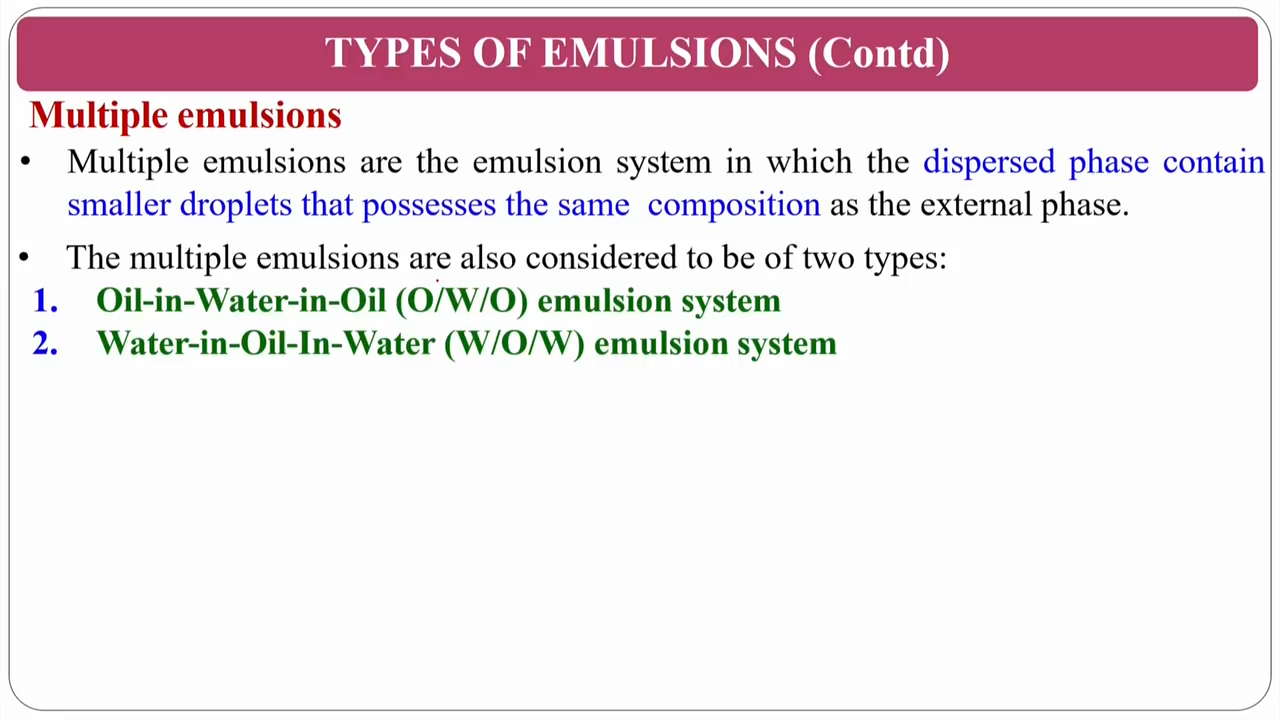 TYPES OF EMULSIONS (Contd)
Multiple emulsions
• Multiple emulsions are the emulsion system in which the dispersed phase contain
smaller droplets that possesses the same composition as the external phase.
• The multiple emulsions are also considered to be of two types:
1. Oil-in-Water-in-Oil (O/W/O) emulsion system
2. Water-in-Oil-In-Water (W/O/W) emulsion system